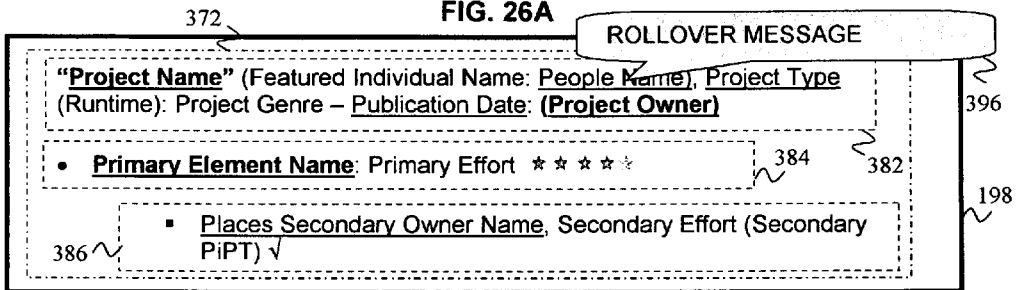 FIG. 26A
372
ROLLOVER MESSAGE
"Project Name" (Featured Individual Name: People Name), Project Type
(Runtime): Project Genre – Publication Date: (Project Owner)
396
382
• Primary Element Name: Primary Effort ☆ ☆ ☆ ☆ ☆
384
198
▪ Places Secondary Owner Name, Secondary Effort (Secondary
PiPT) √
386